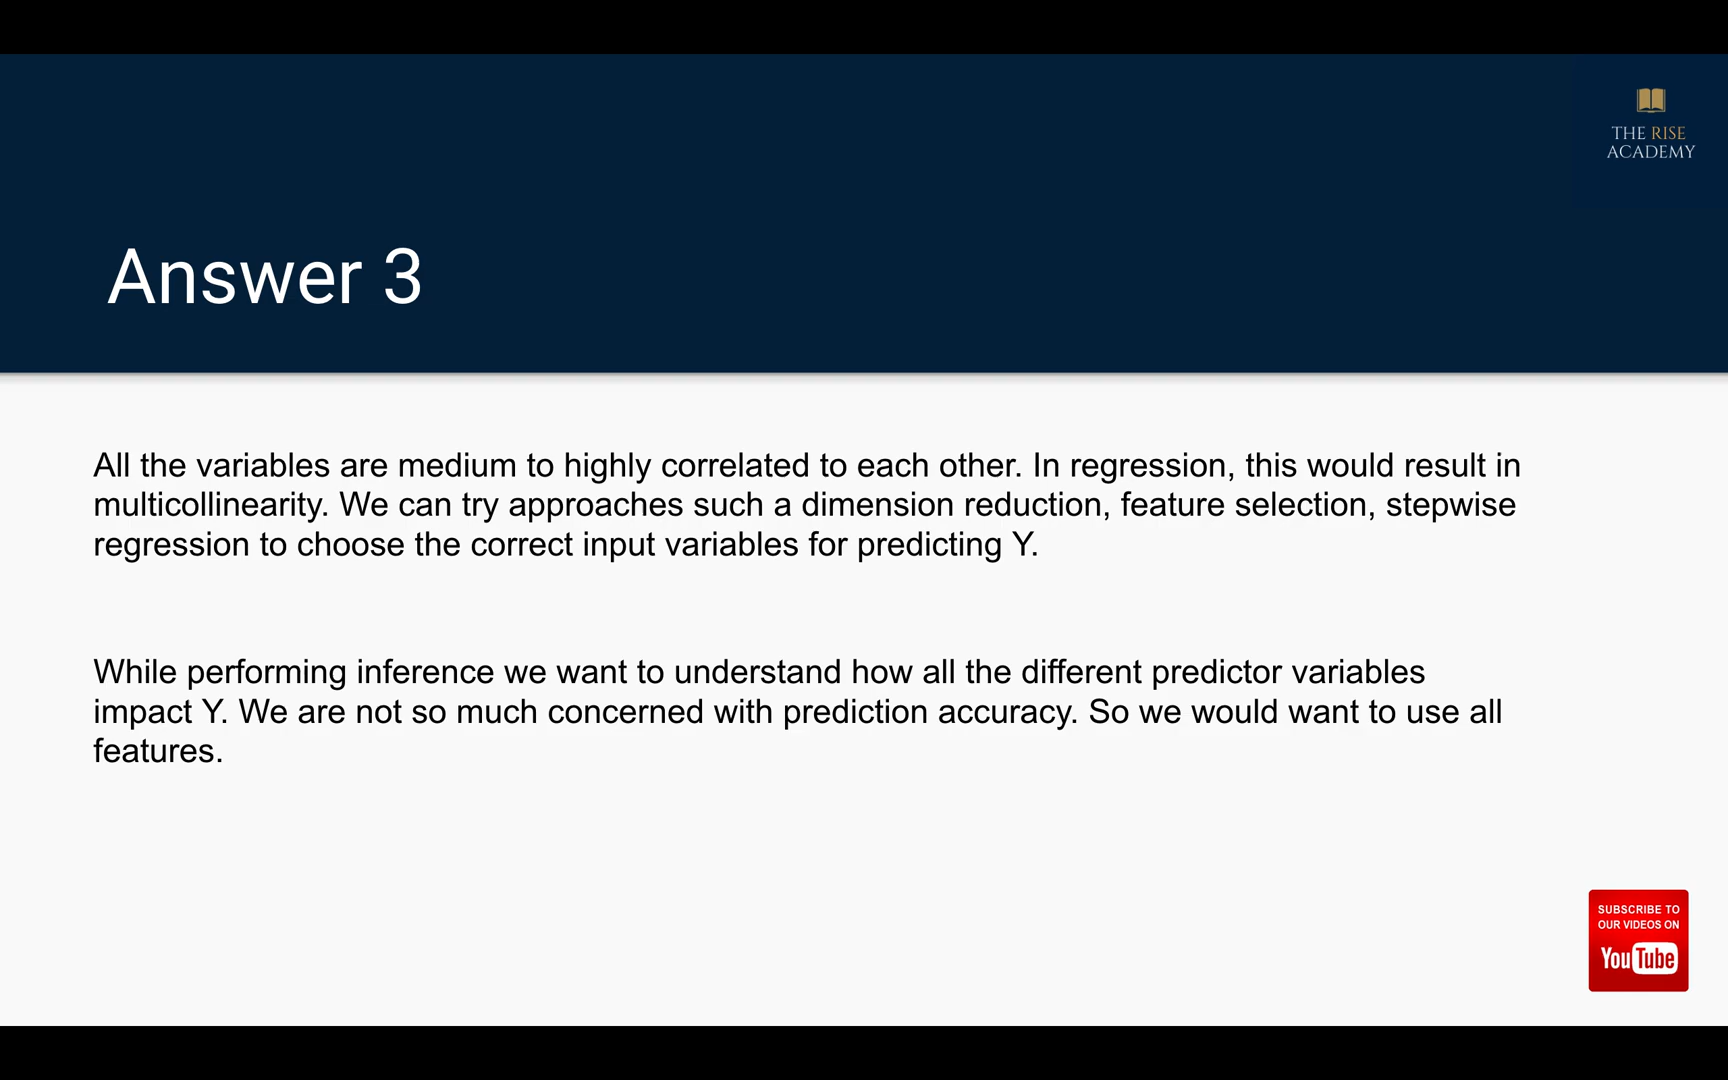 THE RISE
ACADEMY
Answer 3
All the variables are medium to highly correlated to each other. In regression, this would result in
multicollinearity. We can try approaches such a dimension reduction, feature selection, stepwise
regression to choose the correct input variables for predicting Y.
While performing inference we want to understand how all the different predictor variables
impact Y. We are not so much concerned with prediction accuracy. So we would want to use all
features.
SUBSCRIBE TO
OUR VIDEOS ON
YouTube